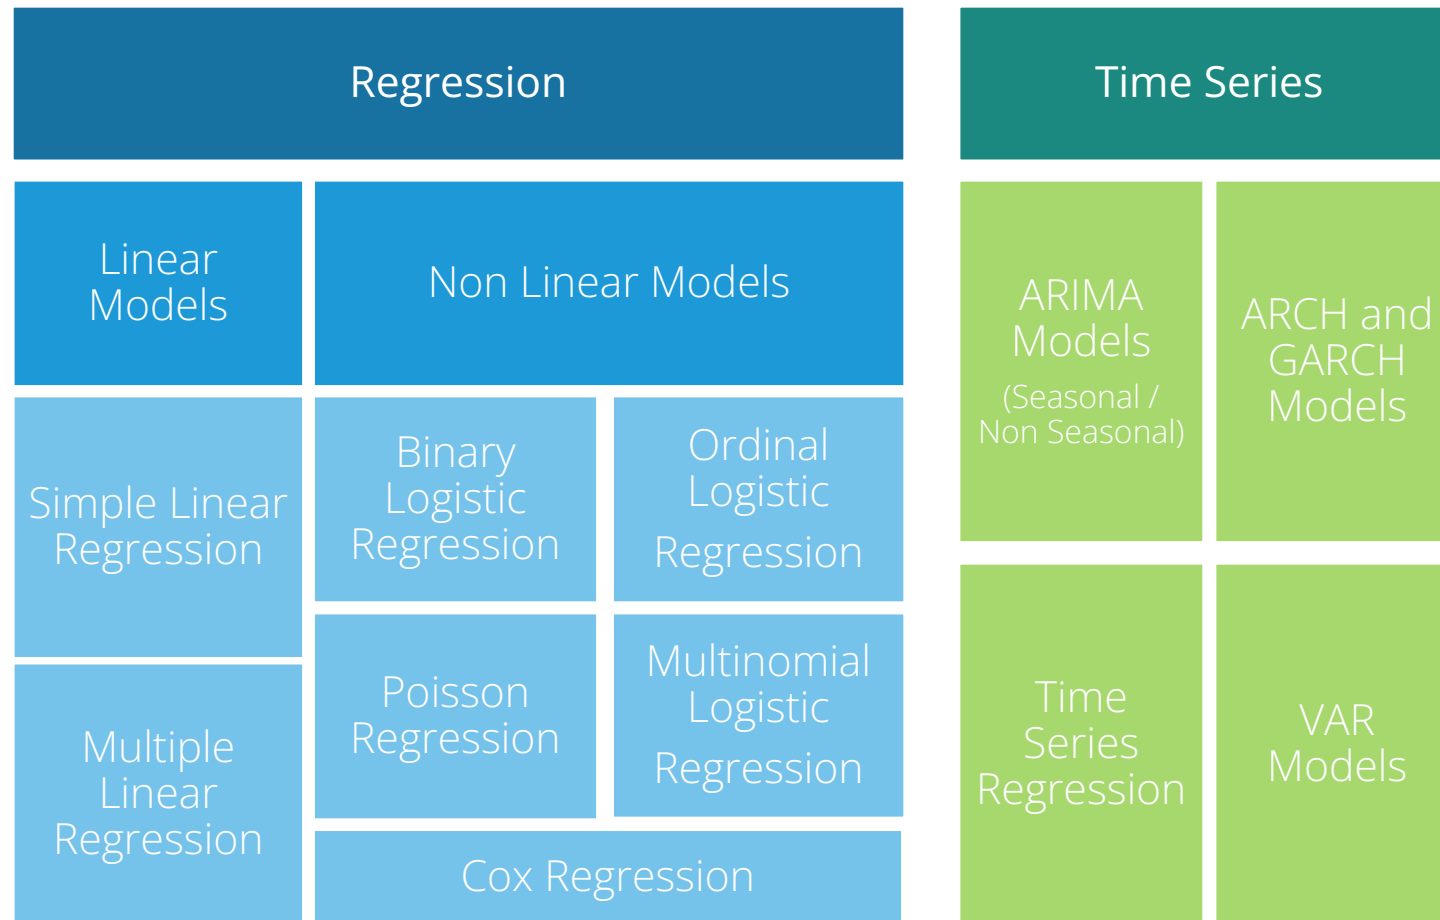 Regression
Time Series
Linear
Models
Non Linear Models
ARIMA
Models
(Seasonal /
Non Seasonal)
ARCH and
GARCH
Models
Simple Linear
Regression
Binary
Logistic
Regression
Ordinal
Logistic
Regression
Multiple
Linear
Regression
Poisson
Regression
Multinomial
Logistic
Regression
Cox Regression
Time
Series
Regression
VAR
Models